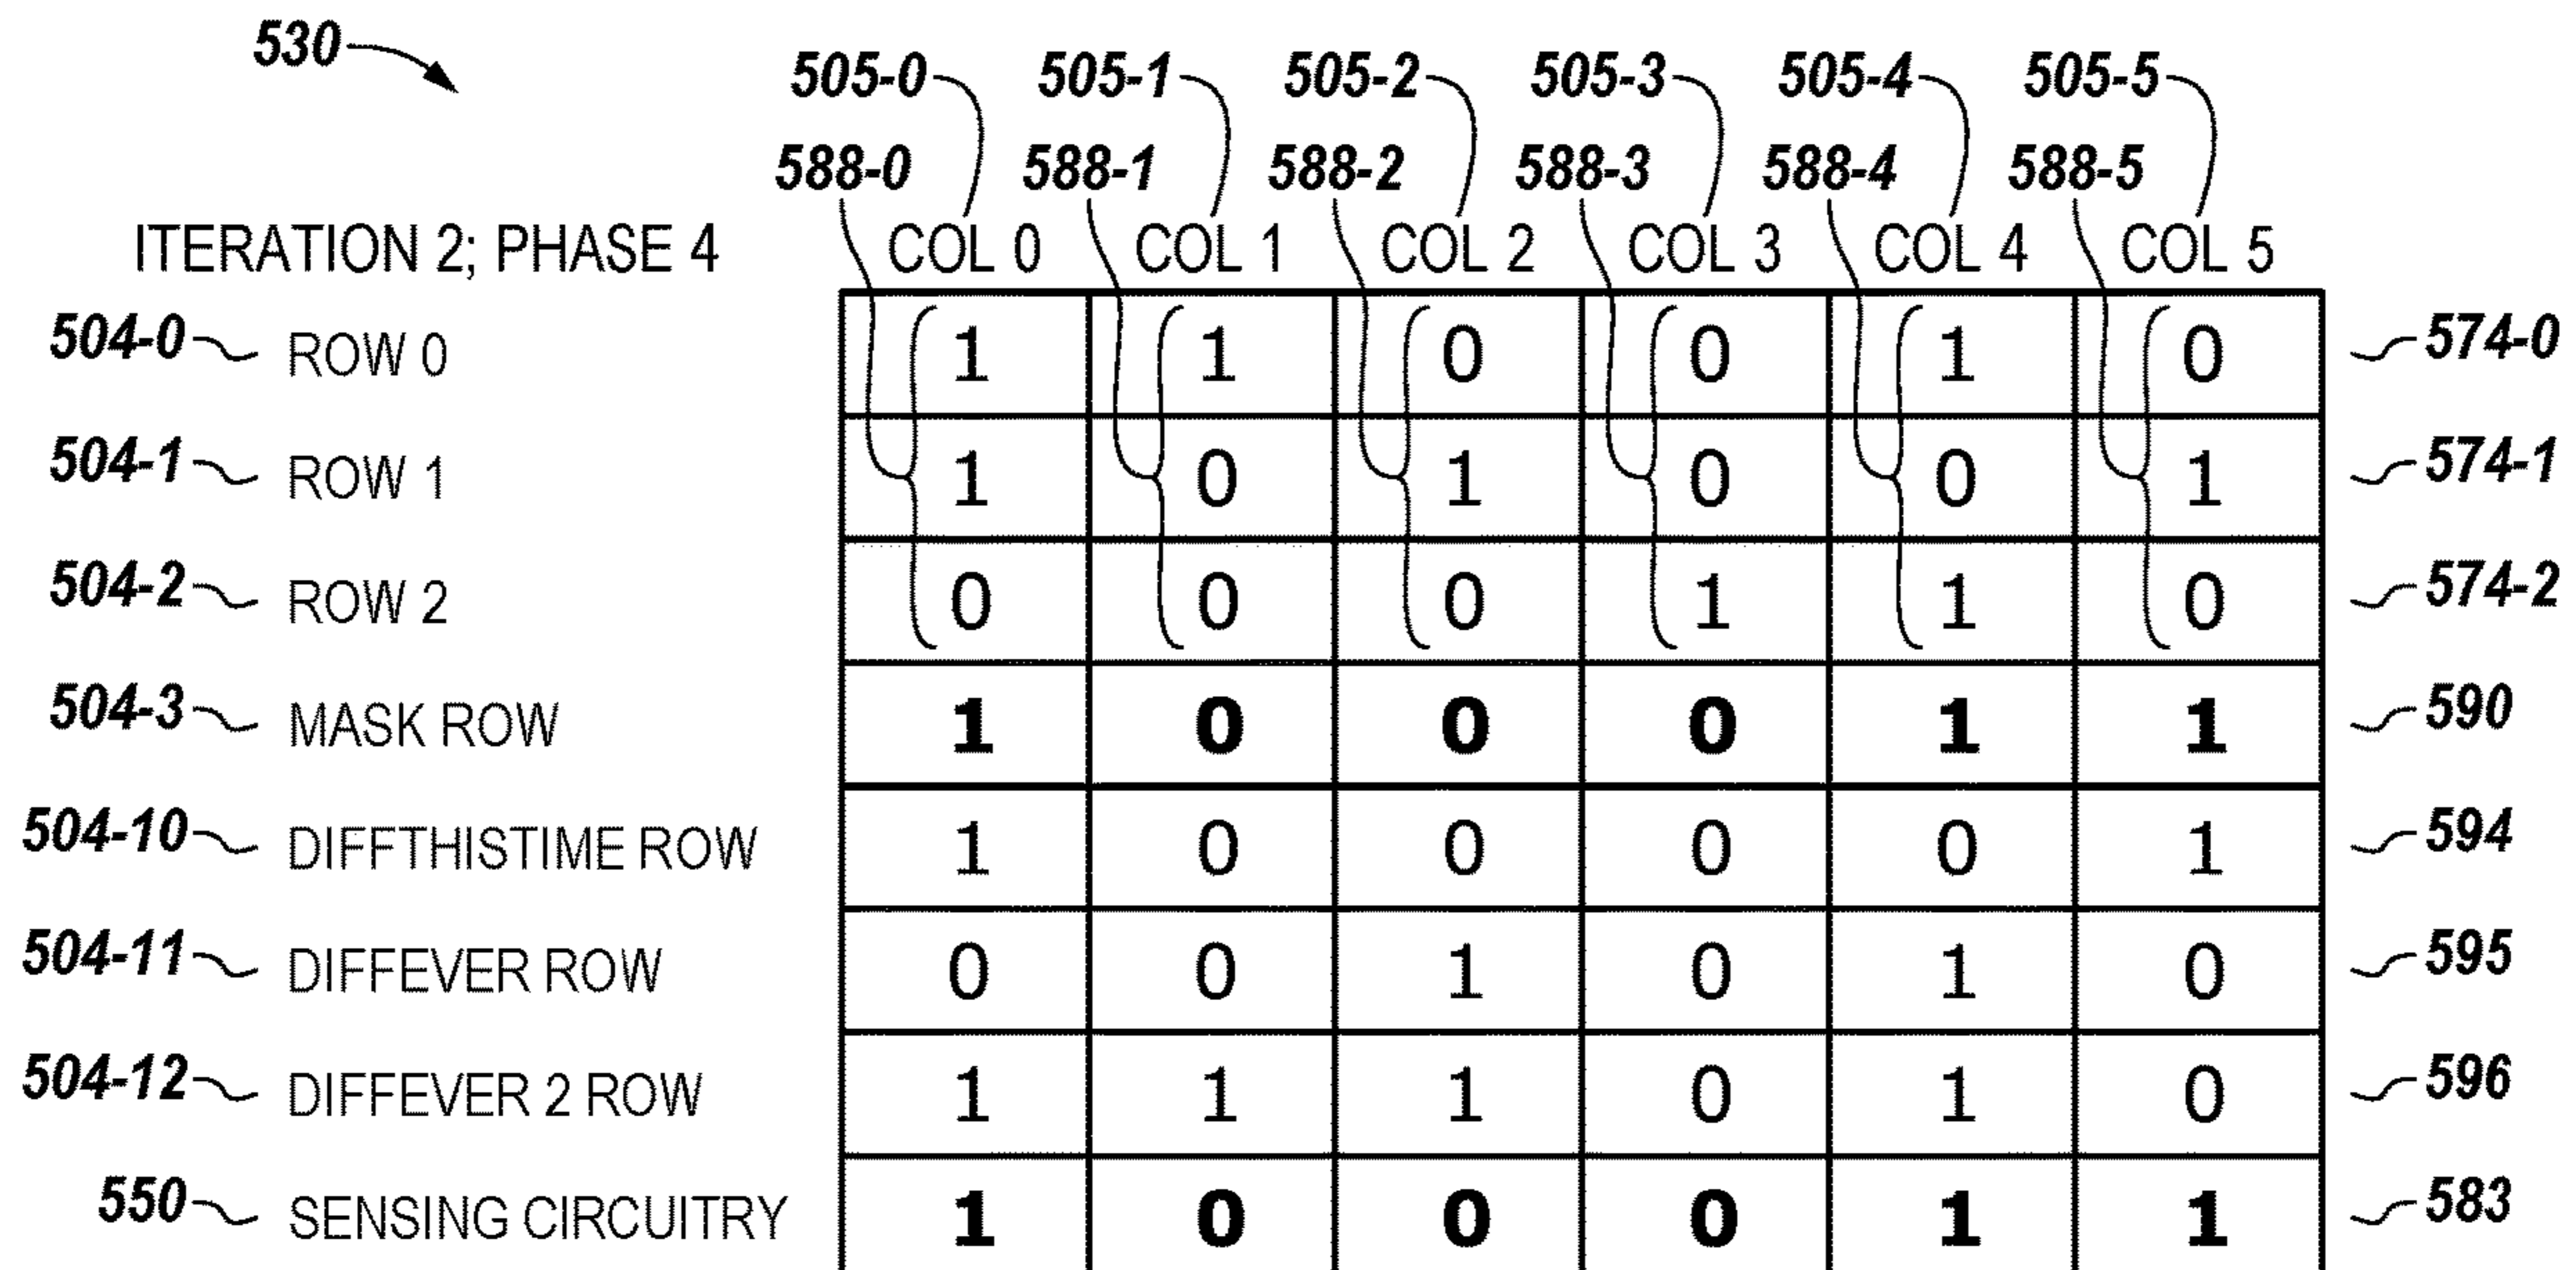 530
505-0 505-1 505-2 505-3 505-4 505-5
588-0 588-1 588-2 588-3 588-4 588-5
ITERATION 2; PHASE 4 COL 0 COL 1 COL 2 COL 3 COL 4 COL 5
504-0 ROW 0 1 1 0 0 1 0 574-0
504-1 ROW 1 1 0 1 0 0 1 574-1
504-2 ROW 2 0 0 0 1 1 0 574-2
504-3 MASK ROW 1 0 0 0 1 1 590
504-10 DIFFTHISTIME ROW 1 0 0 0 0 1 594
504-11 DIFFEVER ROW 0 0 1 0 1 0 595
504-12 DIFFEVER 2 ROW 1 1 1 0 1 0 596
550 SENSING CIRCUITRY 1 0 0 0 1 1 583